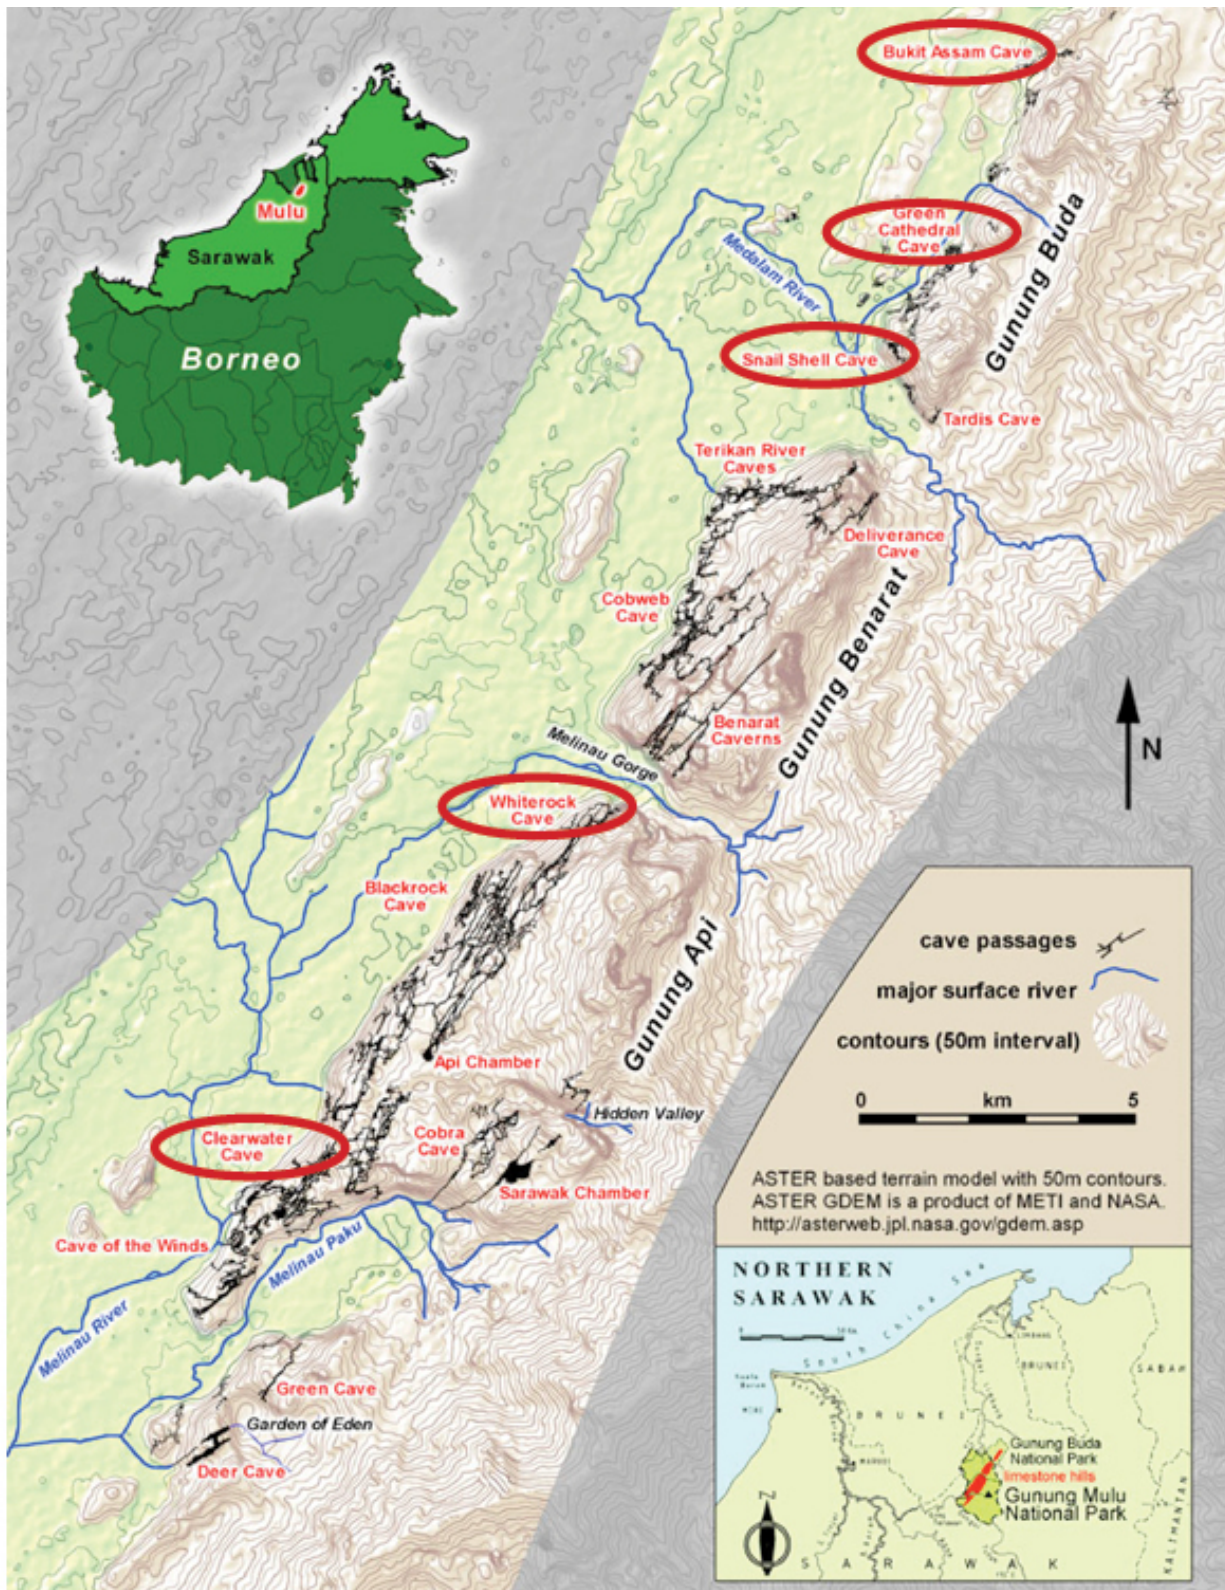 Bukit Assam Cave
Mulu
Sarawak
Borneo
Green
Cathedral
Cave
Medalam River
Gunung Buda
Snail Shell Cave
Tardis Cave
Terikan River
Caves
Deliverance
Cave
Cobweb
Cave
Gunung Benarat
Benarat
Caverns
Melinau Gorge
N
Whiterock
Cave
Blackrock
Cave
Gunung Api
Api Chamber
Hidden Valley
Clearwater
Cave
Cobra
Cave
Sarawak Chamber
Cave of the Winds
Melinau Paku
Melinau River
Green Cave
Garden of Eden
Deer Cave
cave passages
major surface river
contours (50m interval)
0 km 5
ASTER based terrain model with 50m contours.
ASTER GDEM is a product of METI and NASA.
http://asterweb.jpl.nasa.gov/gdem.asp
NORTHERN
SARAWAK
South China Sea
LIMBANG
BRUNEI
SABAH
MIRI
BRUNEI
MARUDI
Gunung Buda
National Park
limestone hills
Gunung Mulu
National Park
KALIMANTAN
Z
SARAWAK